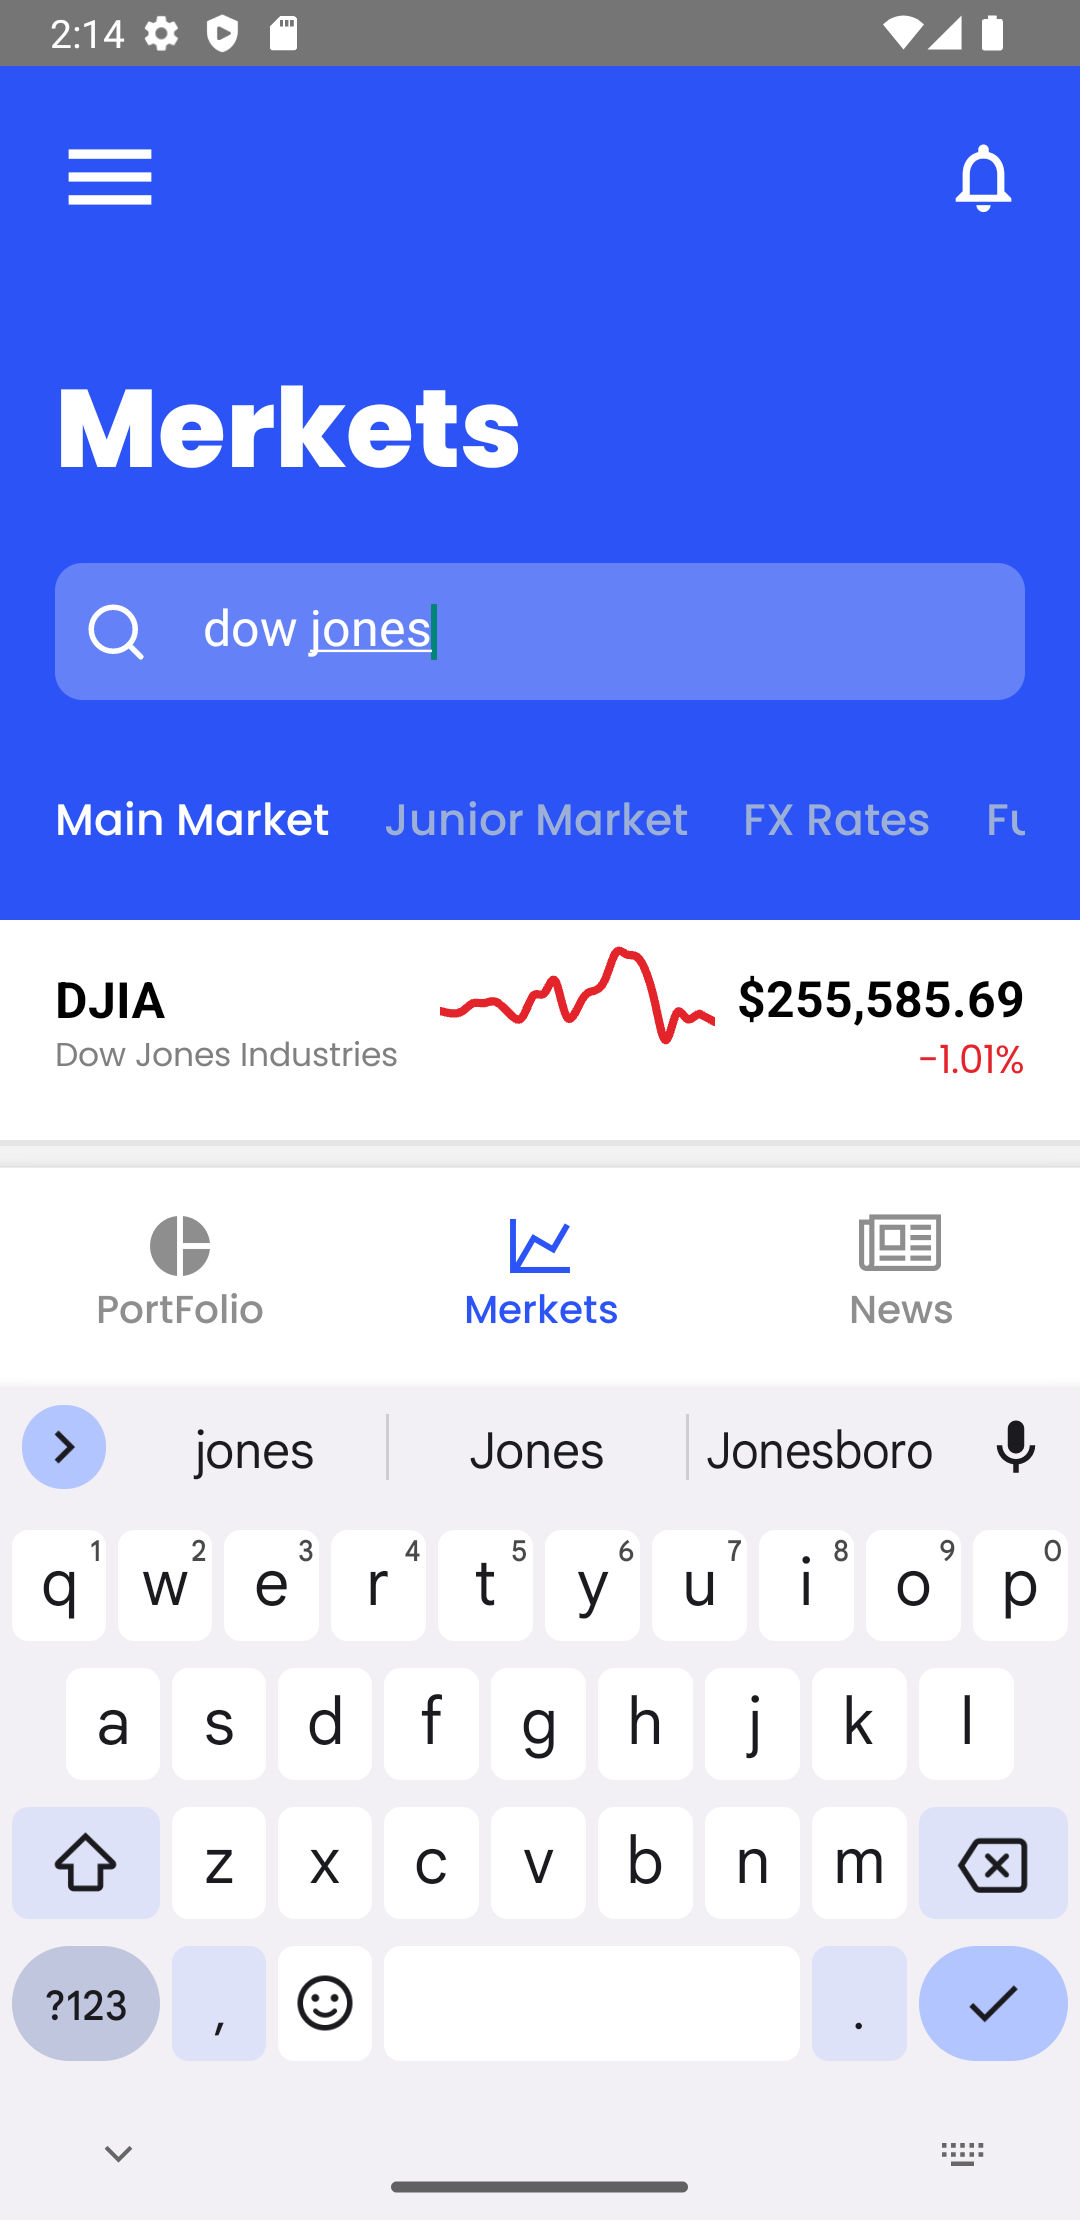 2:14
Merkets
dow jones
Main Market Junior Market FX Rates Fu
DJIA $255,585.69
Dow Jones Industries -1.01%
PortFolio Merkets News
jones Jones Jonesboro
q1 w2 e3 r4 t5 y6 u7 i8 o9 p0
a s d f g h j k l
z x c v b n m
?123 , .